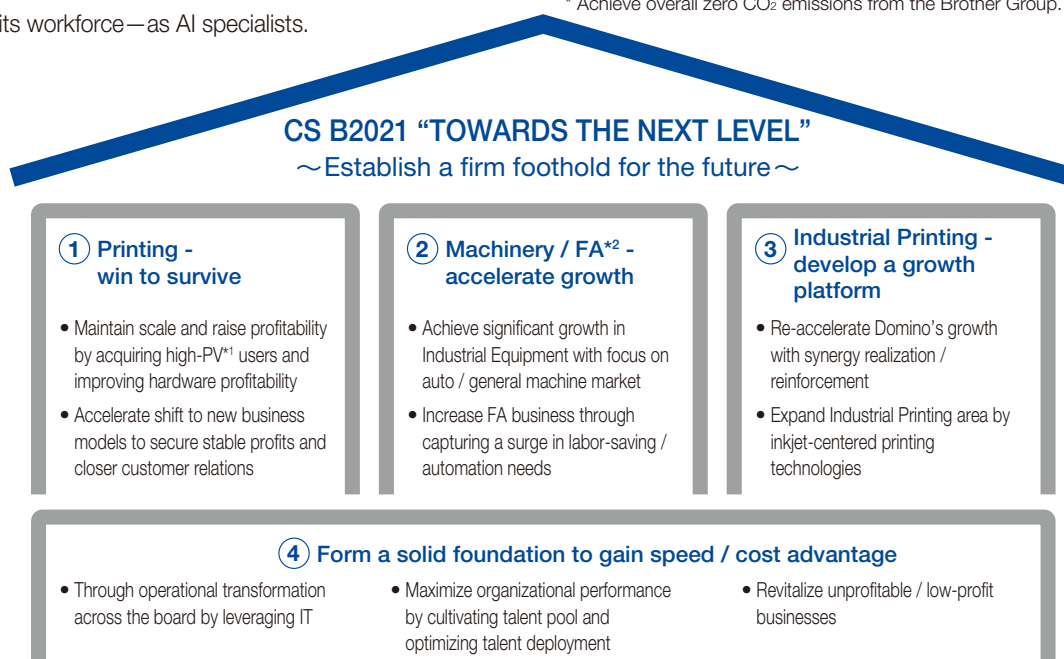 its workforce—as AI specialists.
* Achieve overall zero CO₂ emissions from the Brother Group.
CS B2021 “TOWARDS THE NEXT LEVEL”
～Establish a firm foothold for the future～
① Printing -
win to survive
• Maintain scale and raise profitability
by acquiring high-PV*¹ users and
improving hardware profitability
• Accelerate shift to new business
models to secure stable profits and
closer customer relations
② Machinery / FA*² -
accelerate growth
• Achieve significant growth in
Industrial Equipment with focus on
auto / general machine market
• Increase FA business through
capturing a surge in labor-saving /
automation needs
③ Industrial Printing -
develop a growth
platform
• Re-accelerate Domino’s growth
with synergy realization /
reinforcement
• Expand Industrial Printing area by
inkjet-centered printing
technologies
④ Form a solid foundation to gain speed / cost advantage
• Through operational transformation
across the board by leveraging IT
• Maximize organizational performance
by cultivating talent pool and
optimizing talent deployment
• Revitalize unprofitable / low-profit
businesses